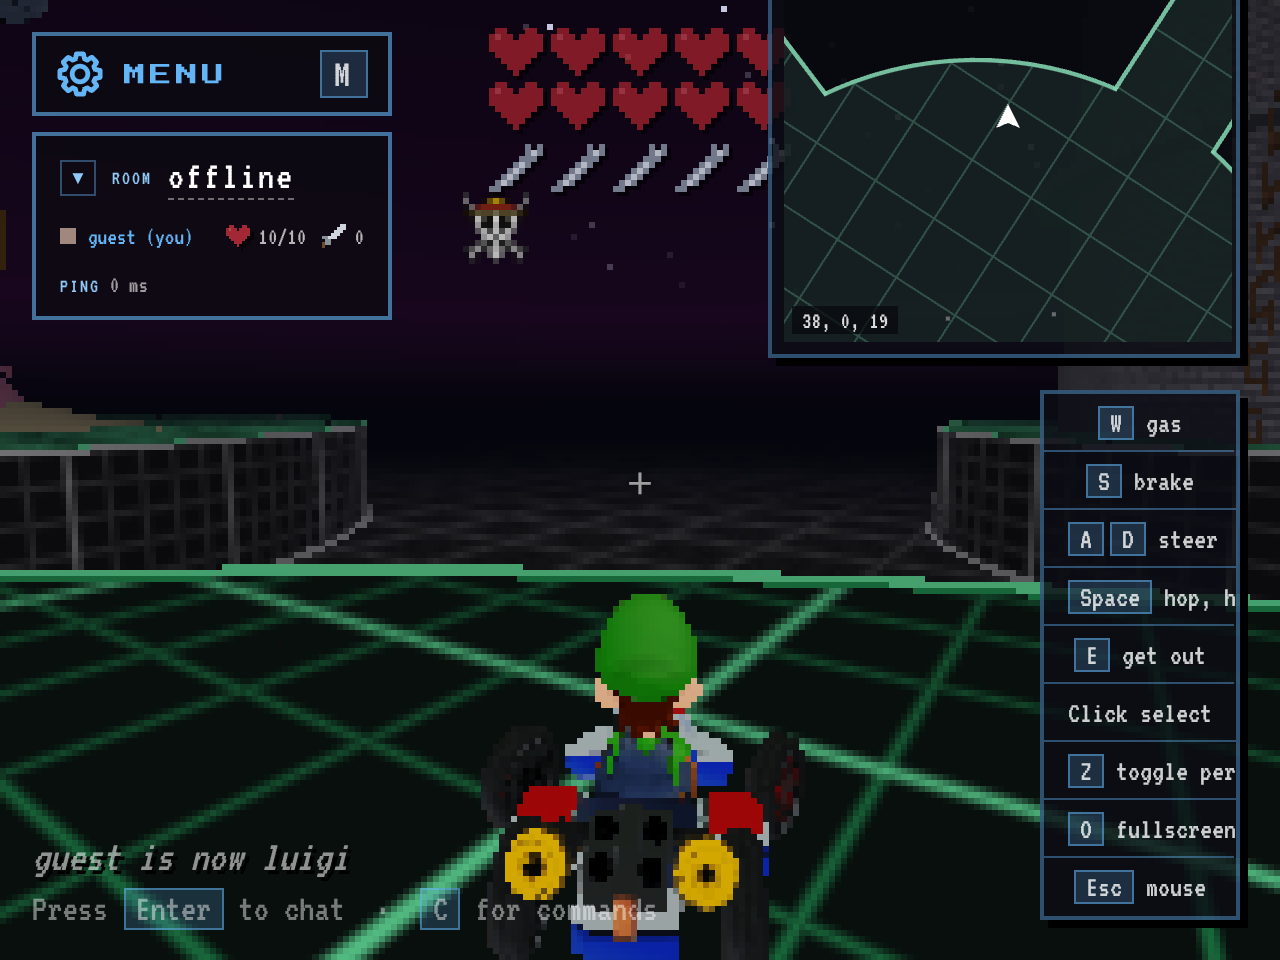 MENU M
▼ ROOM offline
guest (you) 10/10 0
PING 0 ms
38, 0, 19
W gas
S brake
A D steer
Space hop, h
E get out
Click select
Z toggle per
O fullscreen
Esc mouse
guest is now luigi
Press Enter to chat · C for commands